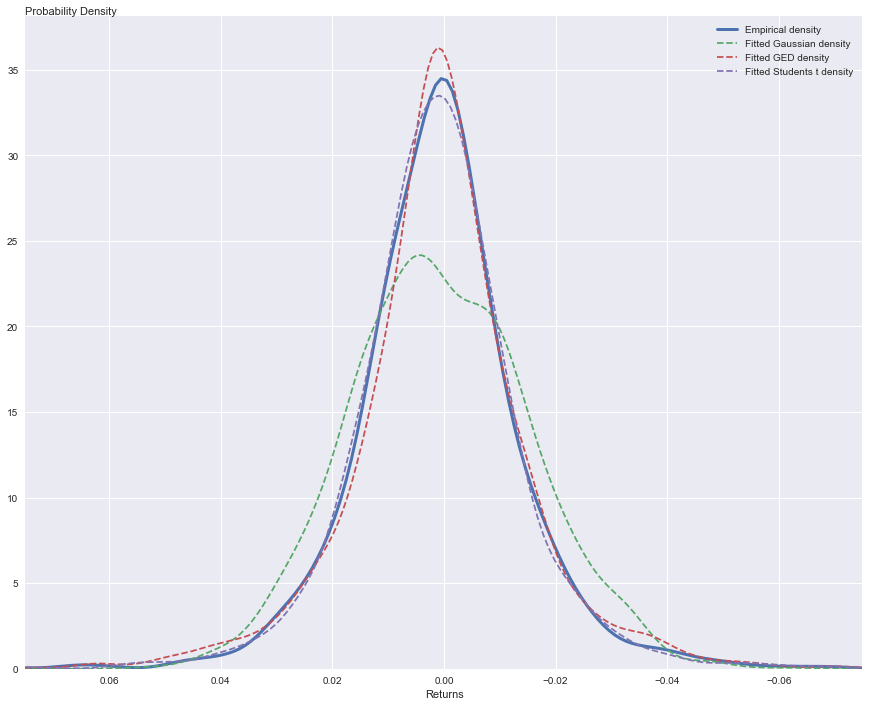 Probability Density
Empirical density
Fitted Gaussian density
Fitted GED density
Fitted Students t density
35
30
25
20
15
10
5
0
0.06
0.04
0.02
0.00
−0.02
−0.04
−0.06
Returns